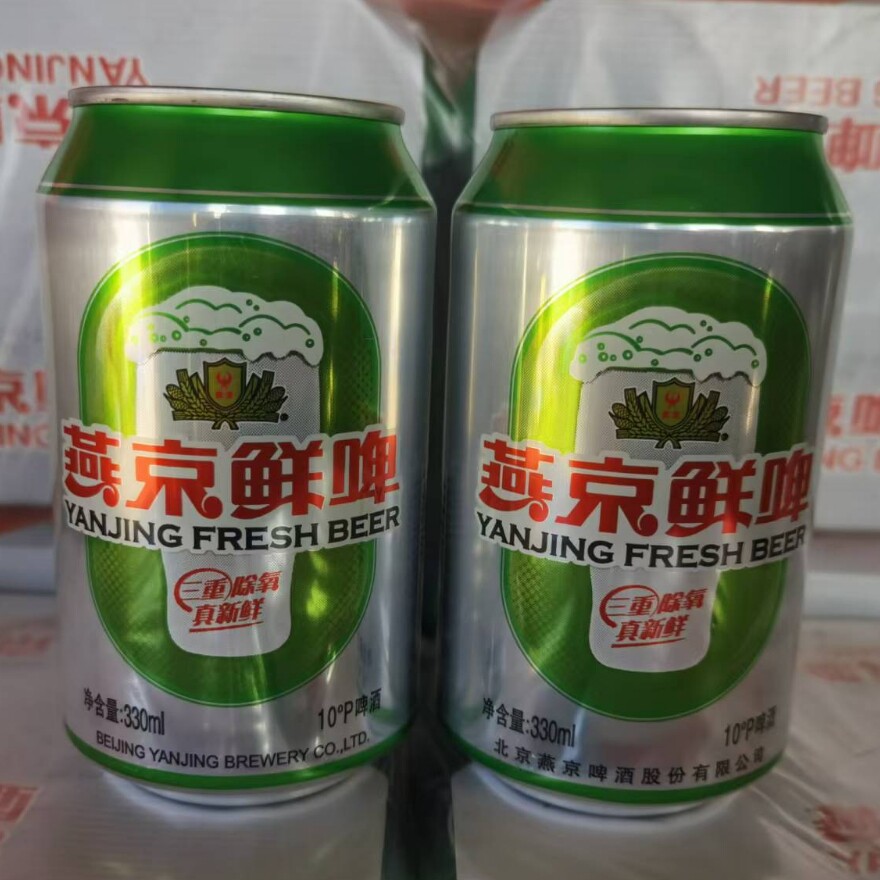 燕京鲜啤
YANJING FRESH BEER
三重除氧
真新鲜
净含量:330ml
10°P啤酒
BEIJING YANJING BREWERY CO.,LTD.
燕京鲜啤
YANJING FRESH BEER
三重除氧
真新鲜
净含量:330ml
10°P啤酒
北京燕京啤酒股份有限公司
YANJING
BEER